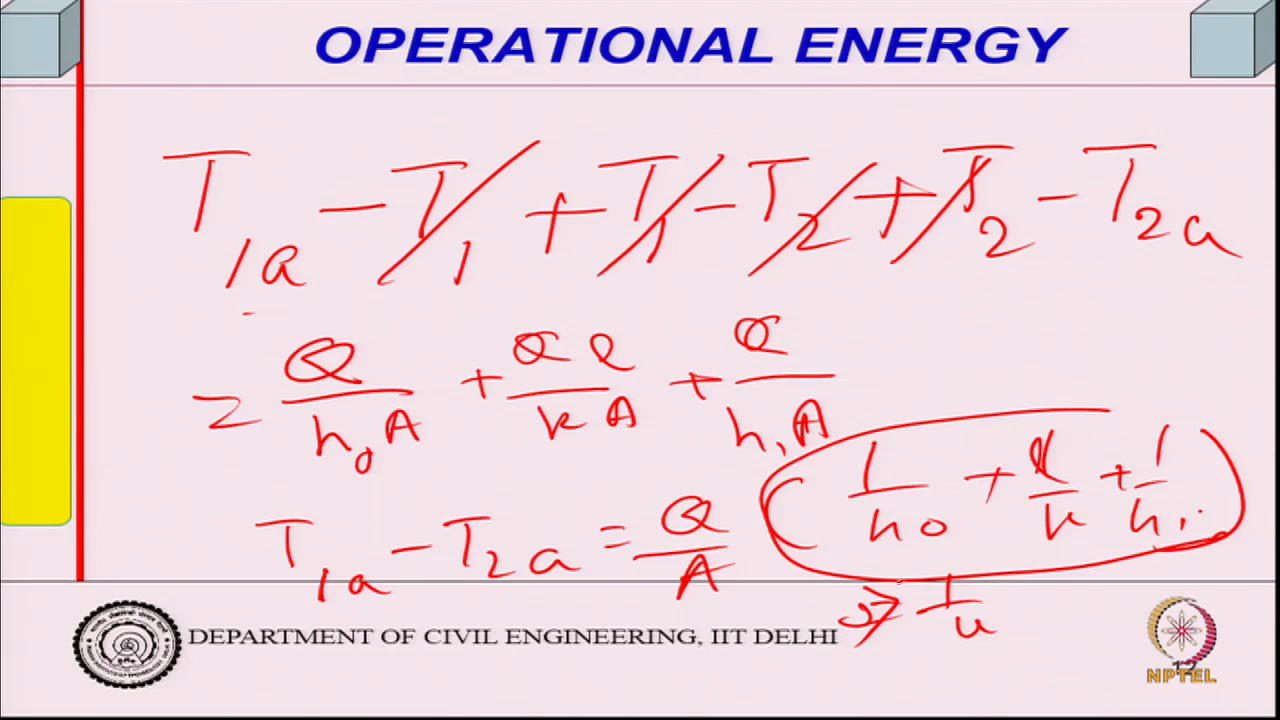 OPERATIONAL ENERGY
T1a - T1 + T1 - T2 + T2 - T2a
= Q/h0A + Ql/kA + Q/hiA
T1a - T2a = Q/A (1/h0 + l/k + 1/hi)
⇒ 1/u
DEPARTMENT OF CIVIL ENGINEERING, IIT DELHI
NPTEL